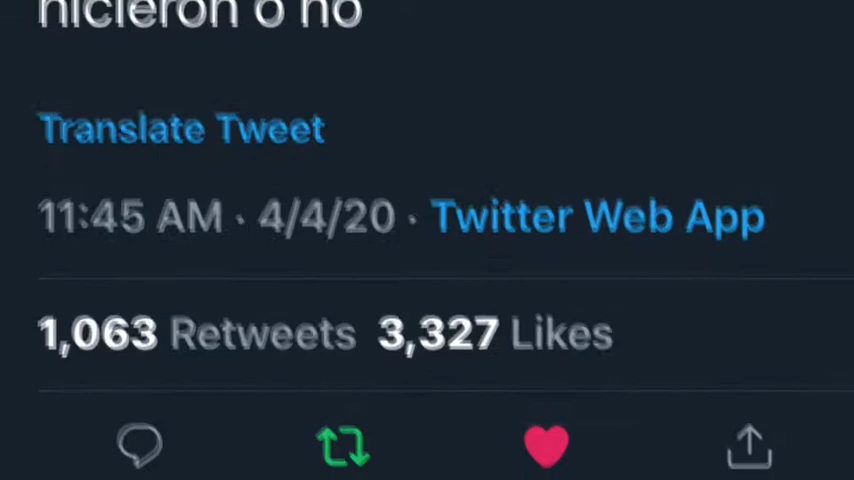 hicieron o no
Translate Tweet
11:45 AM · 4/4/20 · Twitter Web App
1,063 Retweets 3,327 Likes